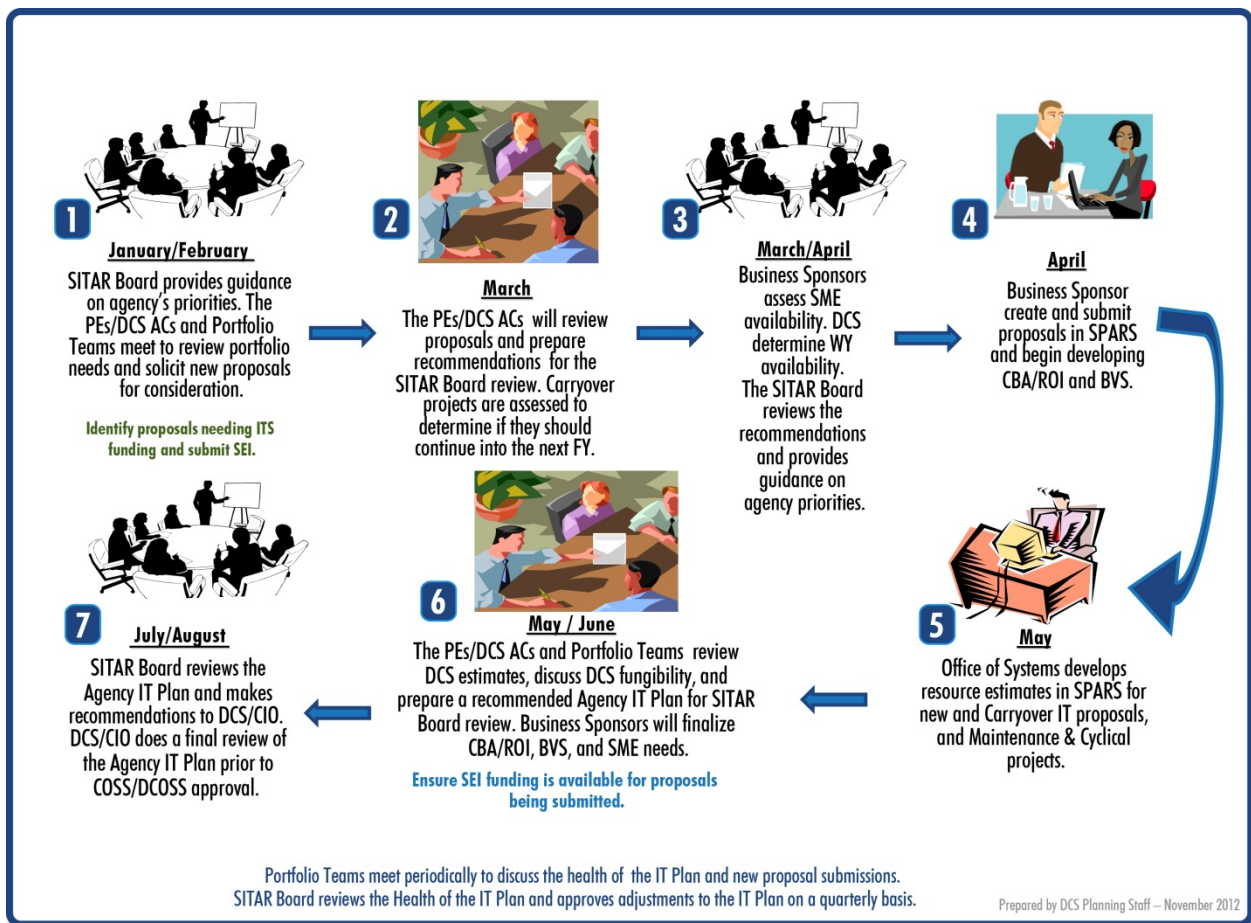 1
January/February
SITAR Board provides guidance
on agency's priorities. The
PEs/DCS ACs and Portfolio
Teams meet to review portfolio
needs and solicit new proposals
for consideration.
Identify proposals needing ITS
funding and submit SEI.
2
March
The PEs/DCS ACs will review
proposals and prepare
recommendations for the
SITAR Board review. Carryover
projects are assessed to
determine if they should
continue into the next FY.
3
March/April
Business Sponsors
assess SME
availability. DCS
determine WY
availability.
The SITAR Board
reviews the
recommendations
and provides
guidance on
agency priorities.
4
April
Business Sponsor
create and submit
proposals in SPARS
and begin developing
CBA/ROI and BVS.
5
May
Office of Systems develops
resource estimates in SPARS for
new and Carryover IT proposals,
and Maintenance & Cyclical
projects.
6
May / June
The PEs/DCS ACs and Portfolio Teams review
DCS estimates, discuss DCS fungibility, and
prepare a recommended Agency IT Plan for SITAR
Board review. Business Sponsors will finalize
CBA/ROI, BVS, and SME needs.
Ensure SEI funding is available for proposals
being submitted.
7
July/August
SITAR Board reviews the
Agency IT Plan and makes
recommendations to DCS/CIO.
DCS/CIO does a final review of
the Agency IT Plan prior to
COSS/DCOSS approval.
Portfolio Teams meet periodically to discuss the health of the IT Plan and new proposal submissions.
SITAR Board reviews the Health of the IT Plan and approves adjustments to the IT Plan on a quarterly basis.
Prepared by DCS Planning Staff – November 2012